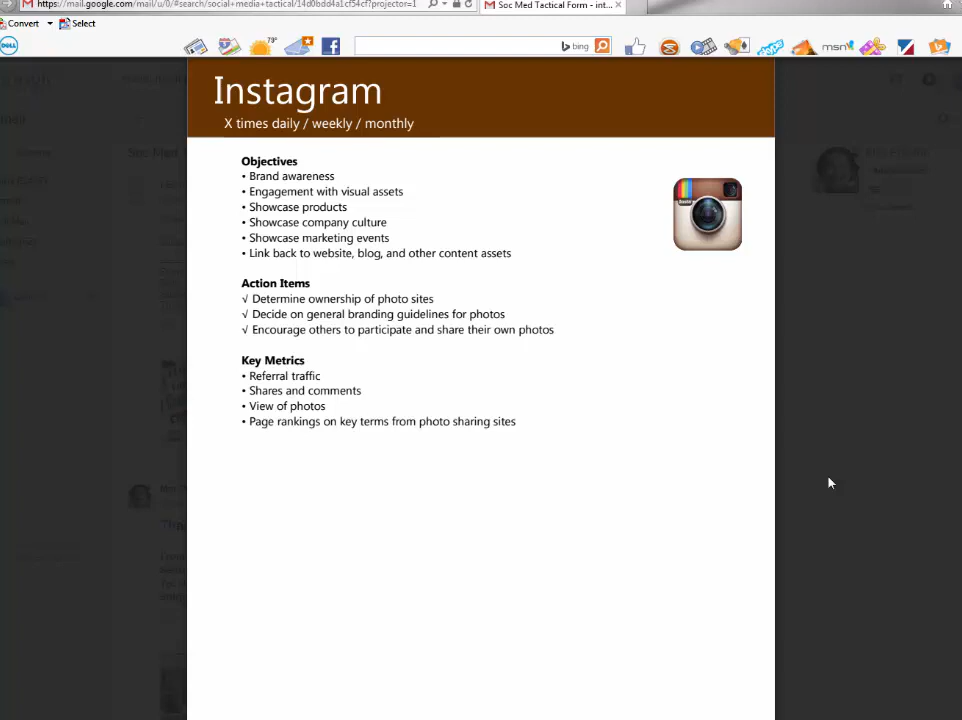 https://mail.google.com/mail/u/0/#search/social+media+tactical/14d0bdd4a1cf54cf?projector=1
Soc Med Tactical Form - int...
Convert
Select
DELL
79°
bing
msn
Instagram
X times daily / weekly / monthly
Objectives
• Brand awareness
• Engagement with visual assets
• Showcase products
• Showcase company culture
• Showcase marketing events
• Link back to website, blog, and other content assets
Action Items
√ Determine ownership of photo sites
√ Decide on general branding guidelines for photos
√ Encourage others to participate and share their own photos
Key Metrics
• Referral traffic
• Shares and comments
• View of photos
• Page rankings on key terms from photo sharing sites